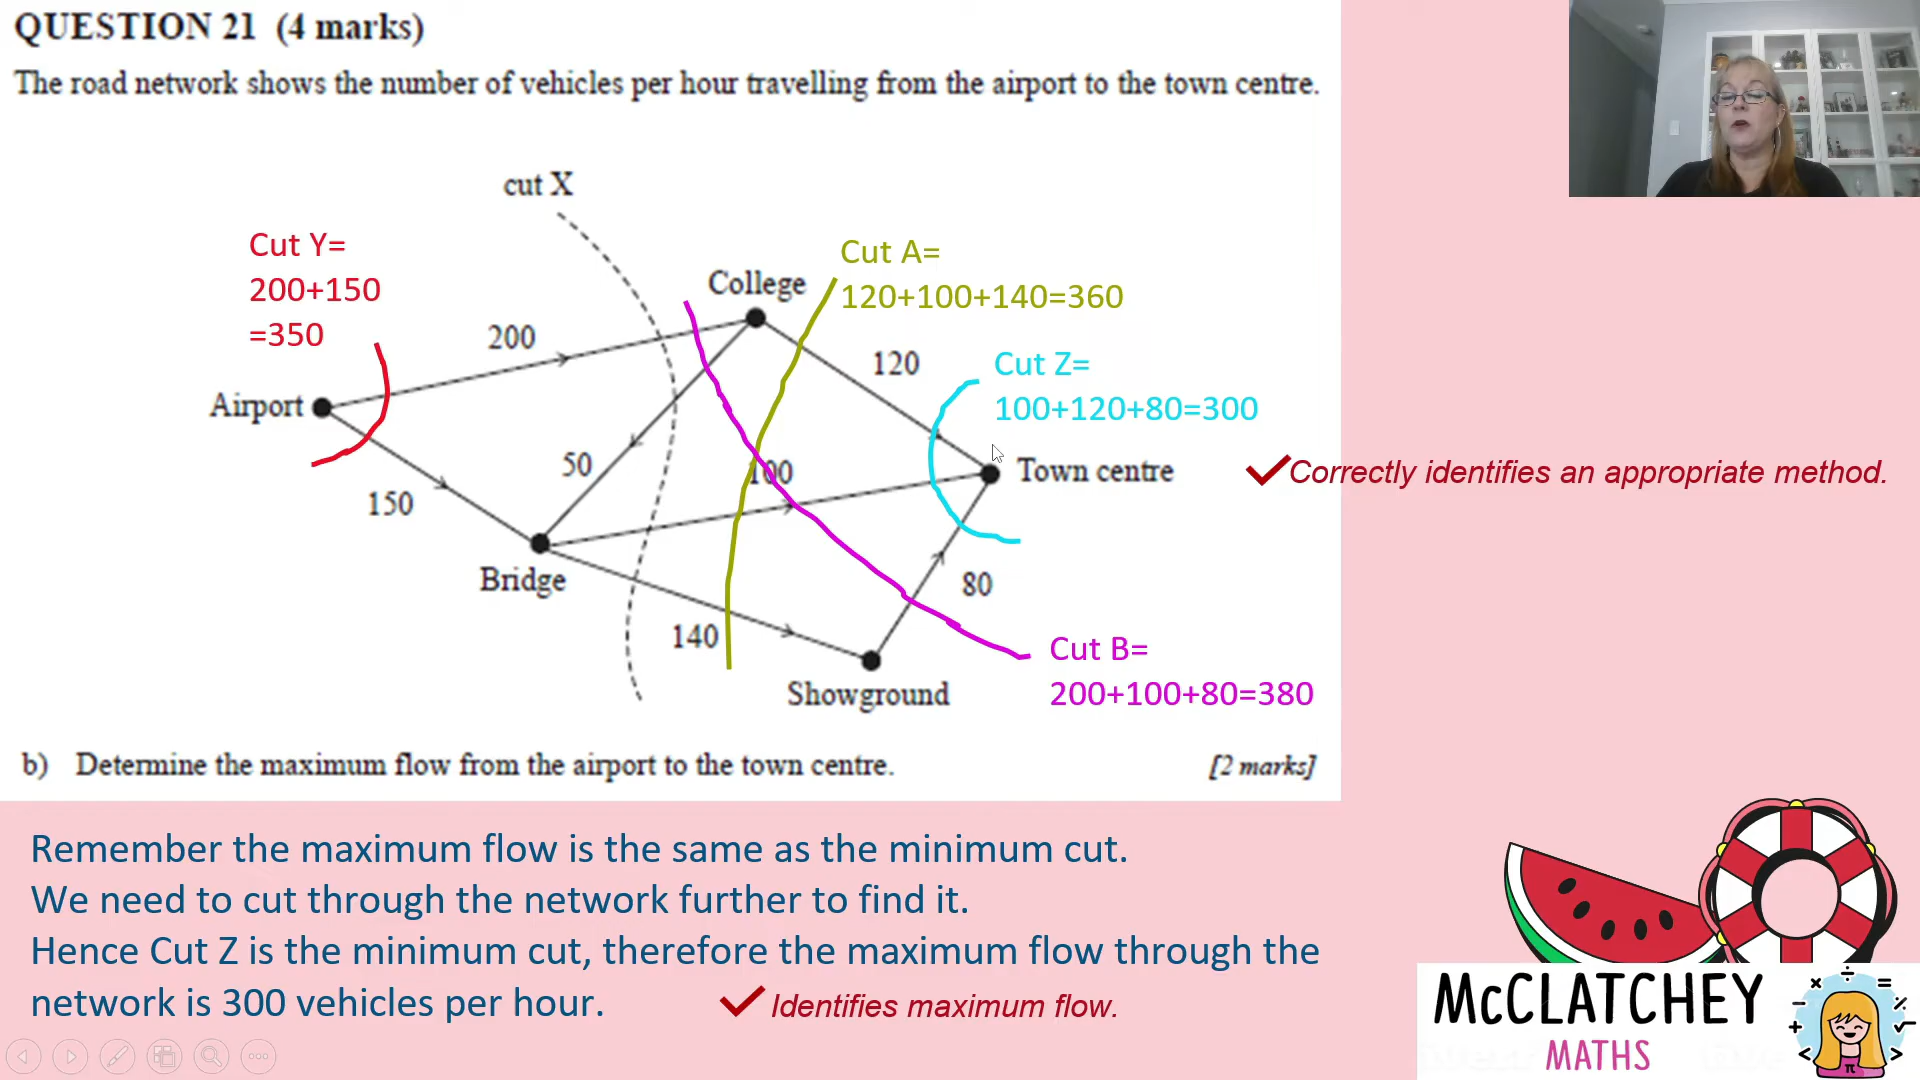 QUESTION 21 (4 marks)
The road network shows the number of vehicles per hour travelling from the airport to the town centre.
cut X
Cut Y=
200+150
=350
Cut A=
120+100+140=360
College
200
120
Cut Z=
100+120+80=300
Airport
50
100
Town centre
Correctly identifies an appropriate method.
150
Bridge
80
140
Cut B=
200+100+80=380
Showground
b) Determine the maximum flow from the airport to the town centre. [2 marks]
Remember the maximum flow is the same as the minimum cut.
We need to cut through the network further to find it.
Hence Cut Z is the minimum cut, therefore the maximum flow through the
network is 300 vehicles per hour.
Identifies maximum flow.
McCLATCHEY
MATHS